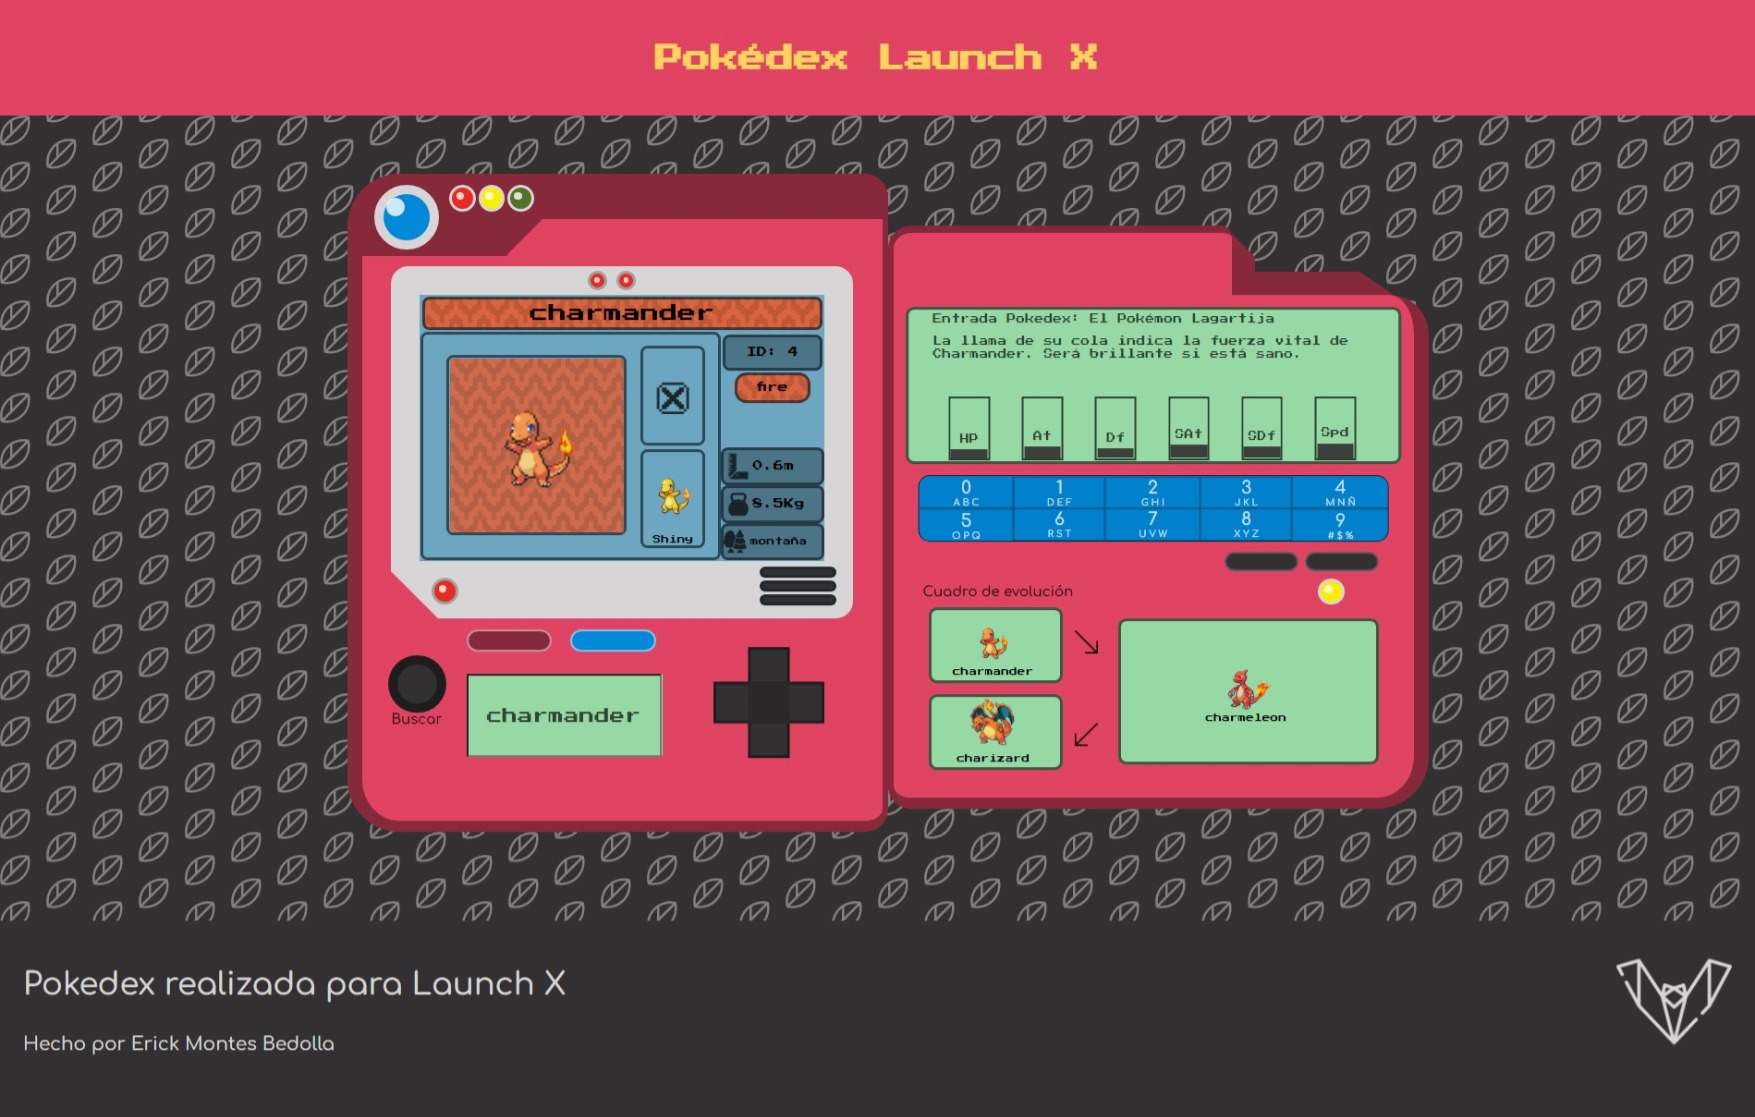 Pokédex Launch X
charmander
ID: 4
fire
0.6m
8.5Kg
montaña
Shiny
Buscar
charmander
Entrada Pokedex: El Pokémon Lagartija
La llama de su cola indica la fuerza vital de
Charmander. Será brillante si está sano.
HP At Df SAt SDf Spd
0 1 2 3 4
ABC DEF GHI JKL MNÑ
5 6 7 8 9
OPQ RST UVW XYZ #$%
Cuadro de evolución
charmander
charmeleon
charizard
Pokedex realizada para Launch X
Hecho por Erick Montes Bedolla